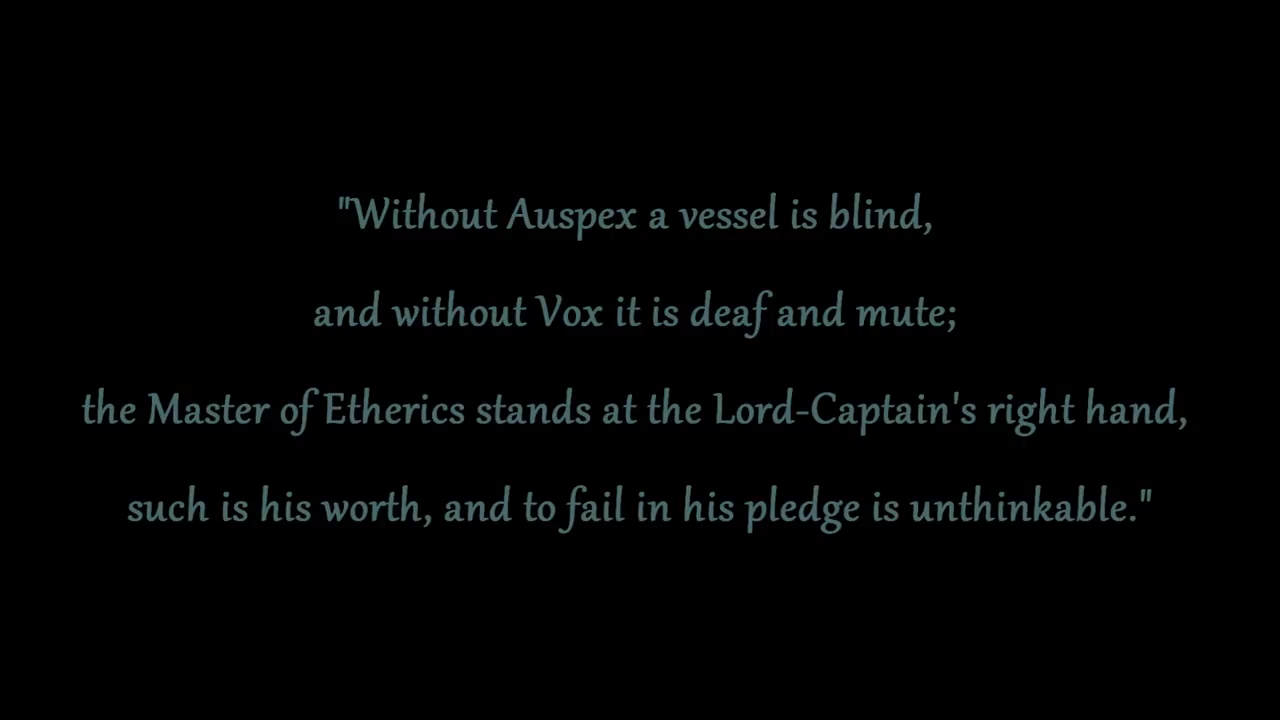 "Without Auspex a vessel is blind,
and without Vox it is deaf and mute;
the Master of Etherics stands at the Lord-Captain's right hand,
such is his worth, and to fail in his pledge is unthinkable."